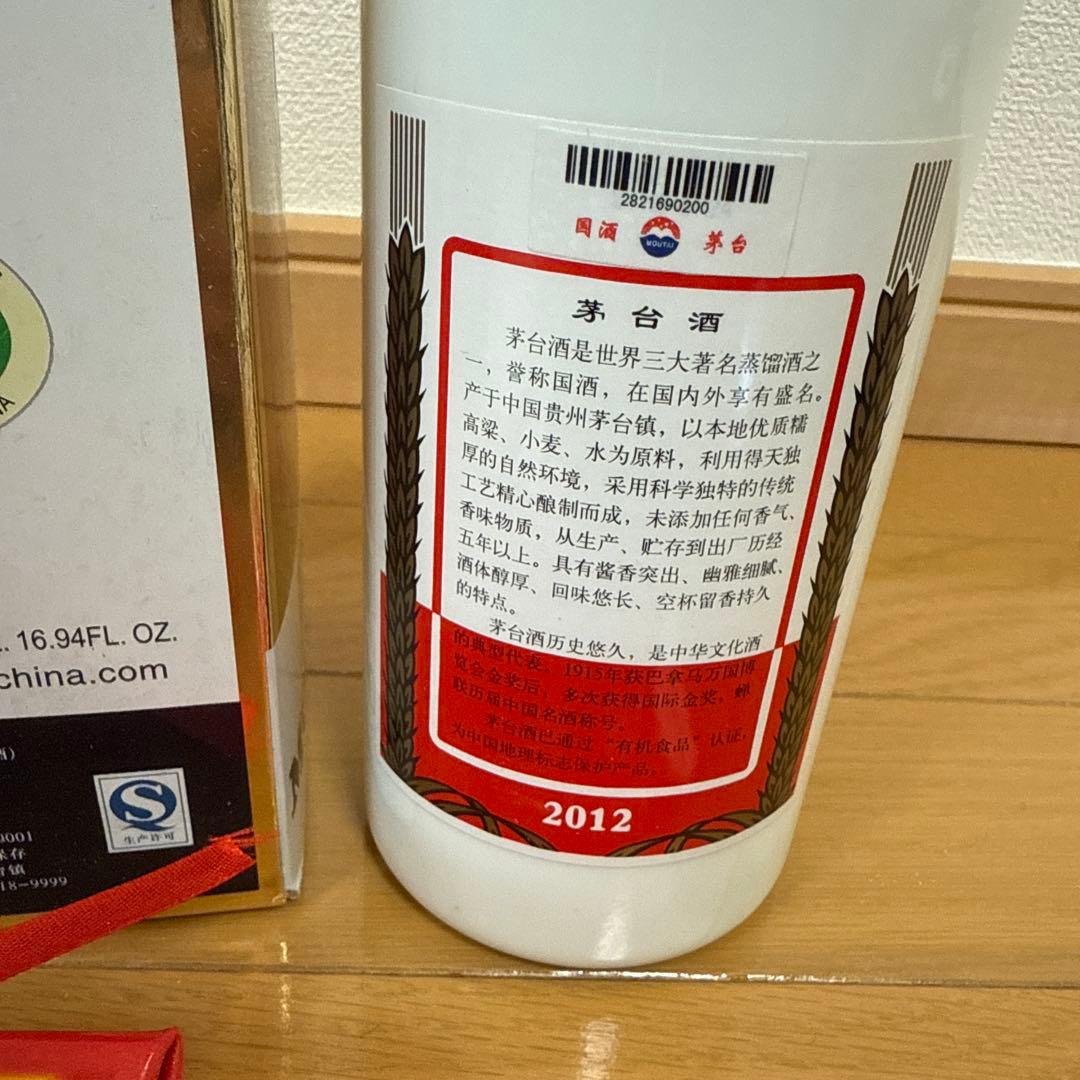 2821690200
国酒 MOUTAI 茅台
茅台酒
茅台酒是世界三大著名蒸馏酒之
一，誉称国酒，在国内外享有盛名。
产于中国贵州茅台镇，以本地优质糯
高粱、小麦、水为原料，利用得天独
厚的自然环境，采用科学独特的传统
工艺精心酿制而成，未添加任何香气、
香味物质，从生产、贮存到出厂历经
五年以上。具有酱香突出、幽雅细腻、
酒体醇厚、回味悠长、空杯留香持久
的特点。
茅台酒历史悠久，是中华文化酒
的典型代表。1915年获巴拿马万国博
览会金奖后，多次获得国际金奖，蝉
联历届中国名酒称号。
茅台酒已通过“有机食品”认证，
为中国地理标志保护产品。
2012
16.94FL. OZ.
china.com
S
生产许可
0001
保存
镇
18-9999